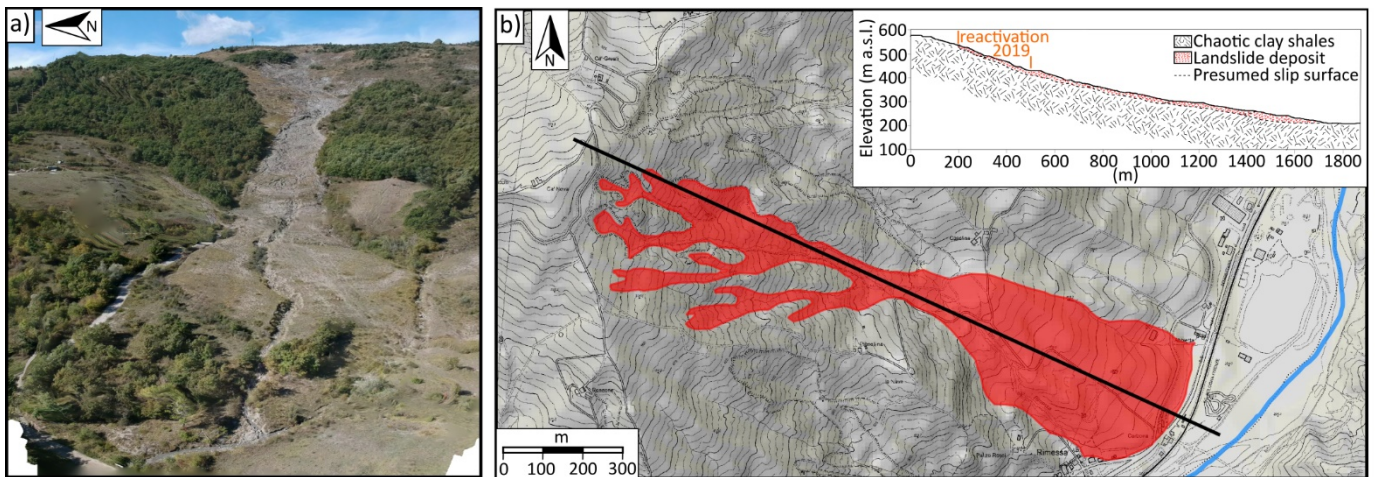 a)
N
b)
N
reactivation
2019
Chaotic clay shales
Landslide deposit
Presumed slip surface
Elevation (m a.s.l.)
600
500
400
300
200
100
0 200 400 600 800 1000 1200 1400 1600 1800
(m)
Rimessa
m
0 100 200 300